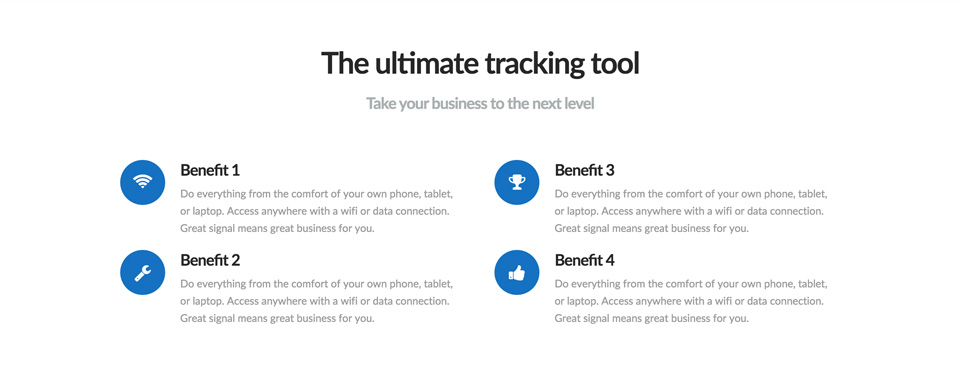 The ultimate tracking tool
Take your business to the next level
Benefit 1
Do everything from the comfort of your own phone, tablet,
or laptop. Access anywhere with a wifi or data connection.
Great signal means great business for you.
Benefit 2
Do everything from the comfort of your own phone, tablet,
or laptop. Access anywhere with a wifi or data connection.
Great signal means great business for you.
Benefit 3
Do everything from the comfort of your own phone, tablet,
or laptop. Access anywhere with a wifi or data connection.
Great signal means great business for you.
Benefit 4
Do everything from the comfort of your own phone, tablet,
or laptop. Access anywhere with a wifi or data connection.
Great signal means great business for you.